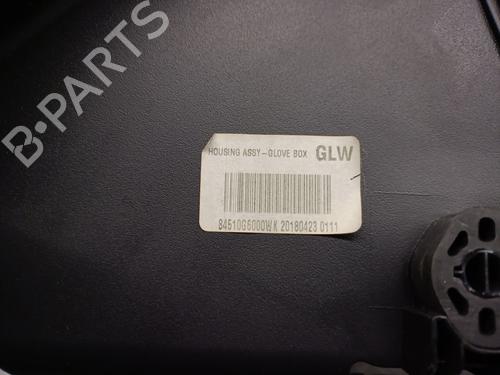 HOUSING ASSY-GLOVE BOX GLW
84510G6000WK 20180423 0111
B-PARTS